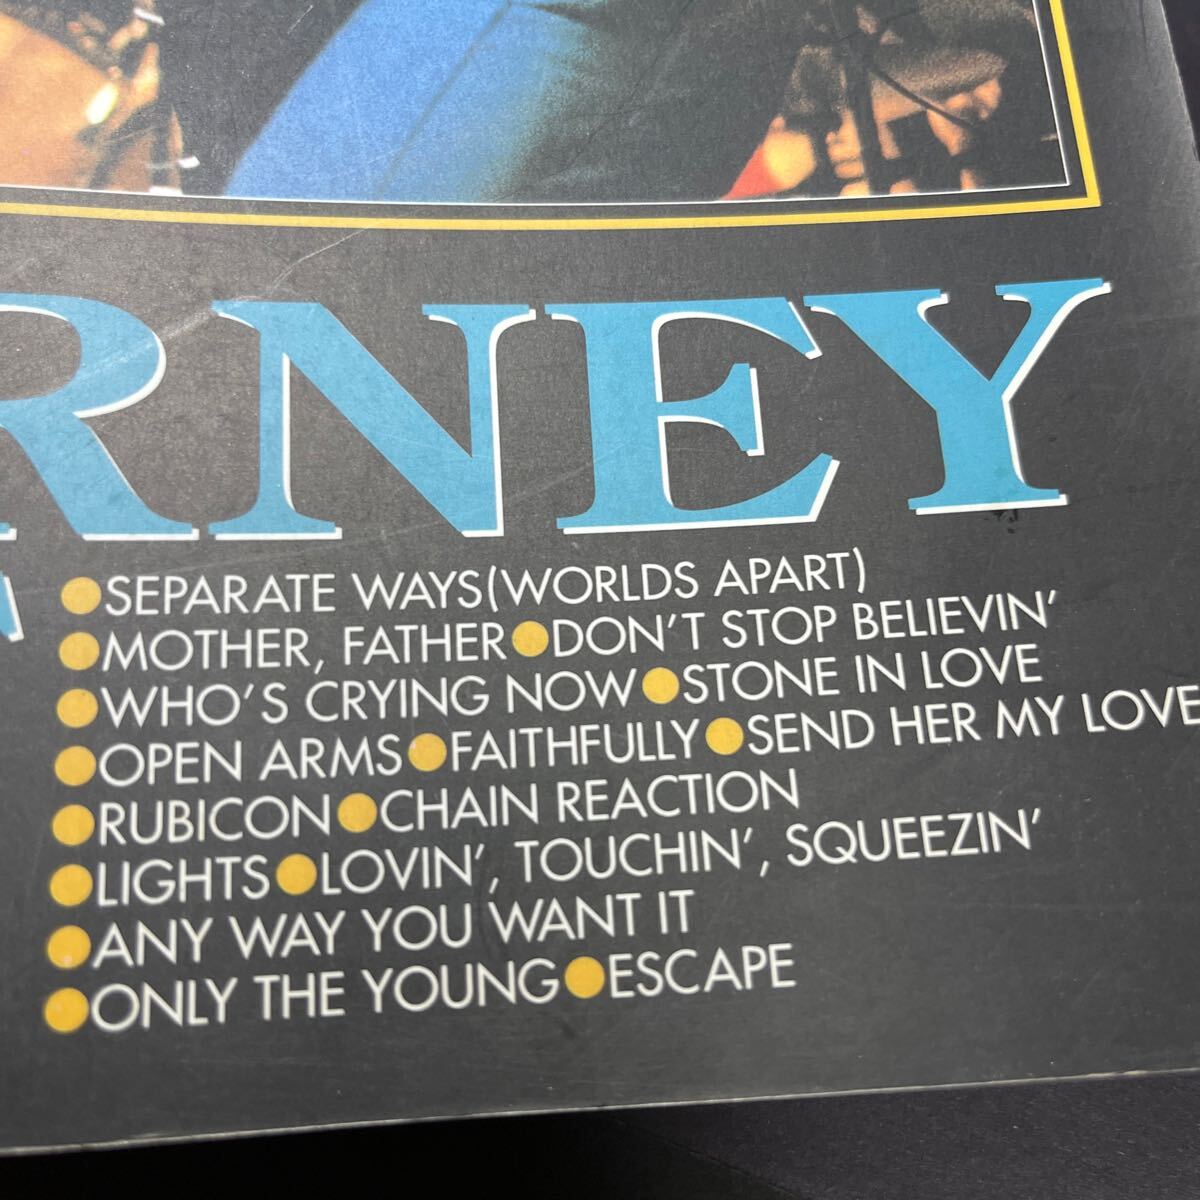 RNEY
●SEPARATE WAYS(WORLDS APART)
●MOTHER, FATHER●DON'T STOP BELIEVIN'
●WHO'S CRYING NOW●STONE IN LOVE
●OPEN ARMS●FAITHFULLY●SEND HER MY LOVE
●RUBICON●CHAIN REACTION
●LIGHTS●LOVIN', TOUCHIN', SQUEEZIN'
●ANY WAY YOU WANT IT
●ONLY THE YOUNG●ESCAPE